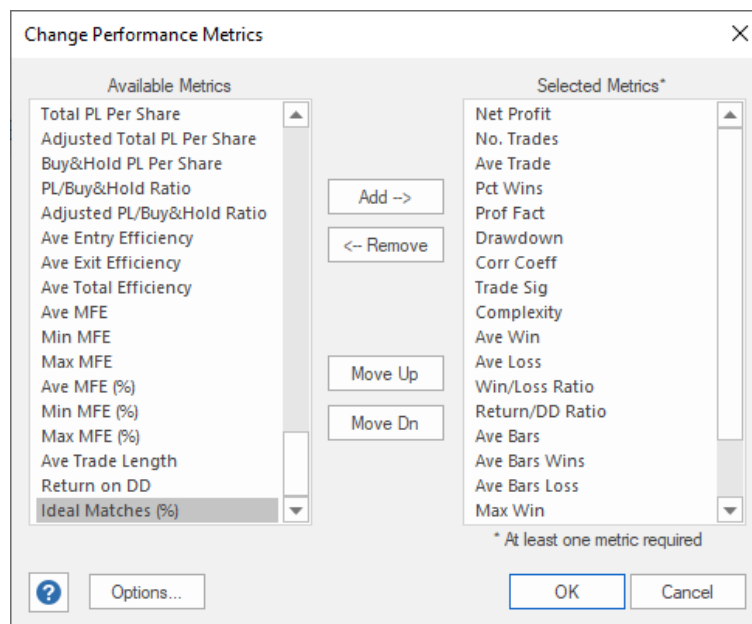 Change Performance Metrics
Available Metrics
Total PL Per Share
Adjusted Total PL Per Share
Buy&Hold PL Per Share
PL/Buy&Hold Ratio
Adjusted PL/Buy&Hold Ratio
Ave Entry Efficiency
Ave Exit Efficiency
Ave Total Efficiency
Ave MFE
Min MFE
Max MFE
Ave MFE (%)
Min MFE (%)
Max MFE (%)
Ave Trade Length
Return on DD
Ideal Matches (%)
Add -->
<-- Remove
Move Up
Move Dn
Selected Metrics*
Net Profit
No. Trades
Ave Trade
Pct Wins
Prof Fact
Drawdown
Corr Coeff
Trade Sig
Complexity
Ave Win
Ave Loss
Win/Loss Ratio
Return/DD Ratio
Ave Bars
Ave Bars Wins
Ave Bars Loss
Max Win
* At least one metric required
?
Options...
OK
Cancel